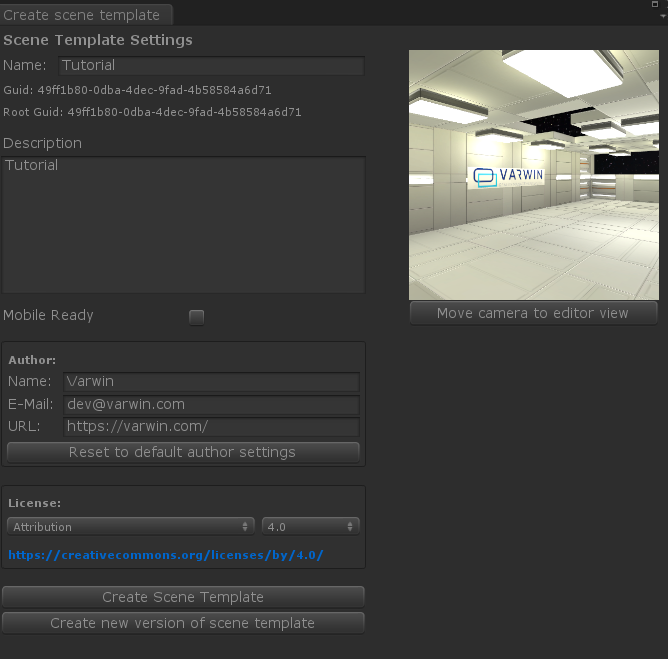 Create scene template
Scene Template Settings
Name: Tutorial
Guid: 49ff1b80-0dba-4dec-9fad-4b58584a6d71
Root Guid: 49ff1b80-0dba-4dec-9fad-4b58584a6d71
Description
Tutorial
Mobile Ready
VARWIN
Move camera to editor view
Author:
Name: Varwin
E-Mail: dev@varwin.com
URL: https://varwin.com/
Reset to default author settings
License:
Attribution 4.0
https://creativecommons.org/licenses/by/4.0/
Create Scene Template
Create new version of scene template